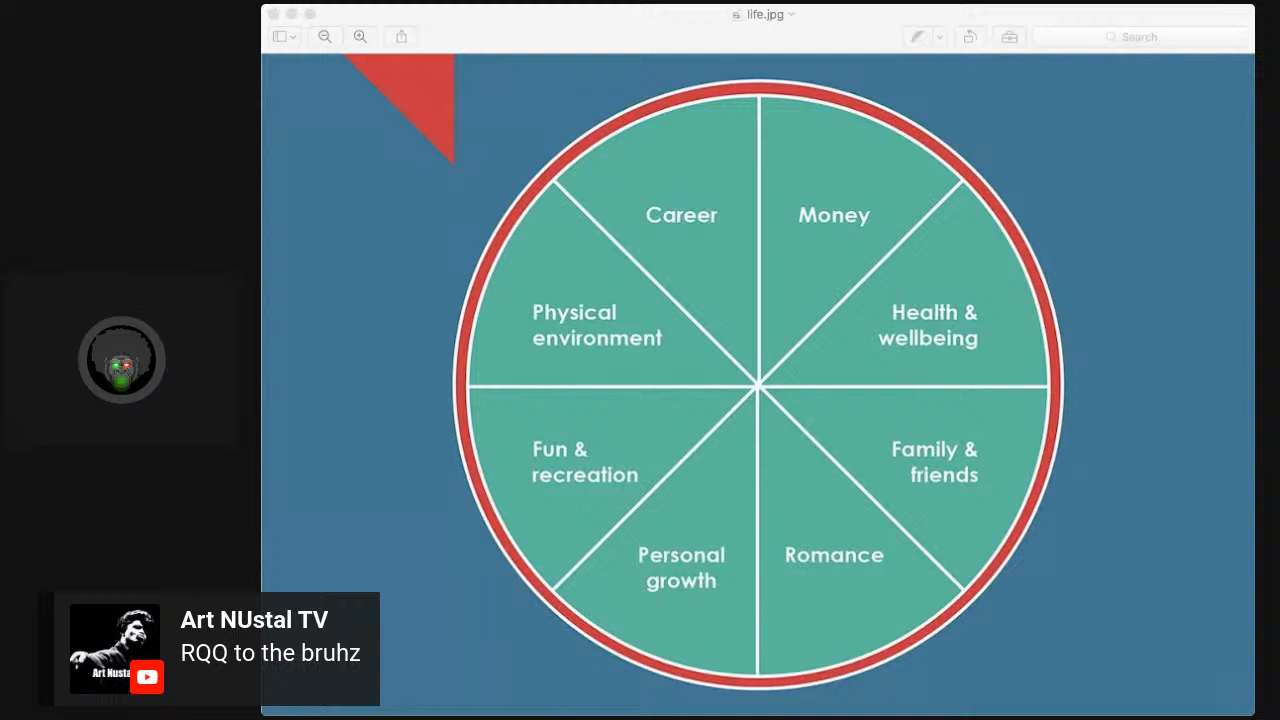 life.jpg
Search
Career
Money
Physical
environment
Health &
wellbeing
Fun &
recreation
Family &
friends
Personal
growth
Romance
Art NUstal TV
RQQ to the bruhz
Art Nusta